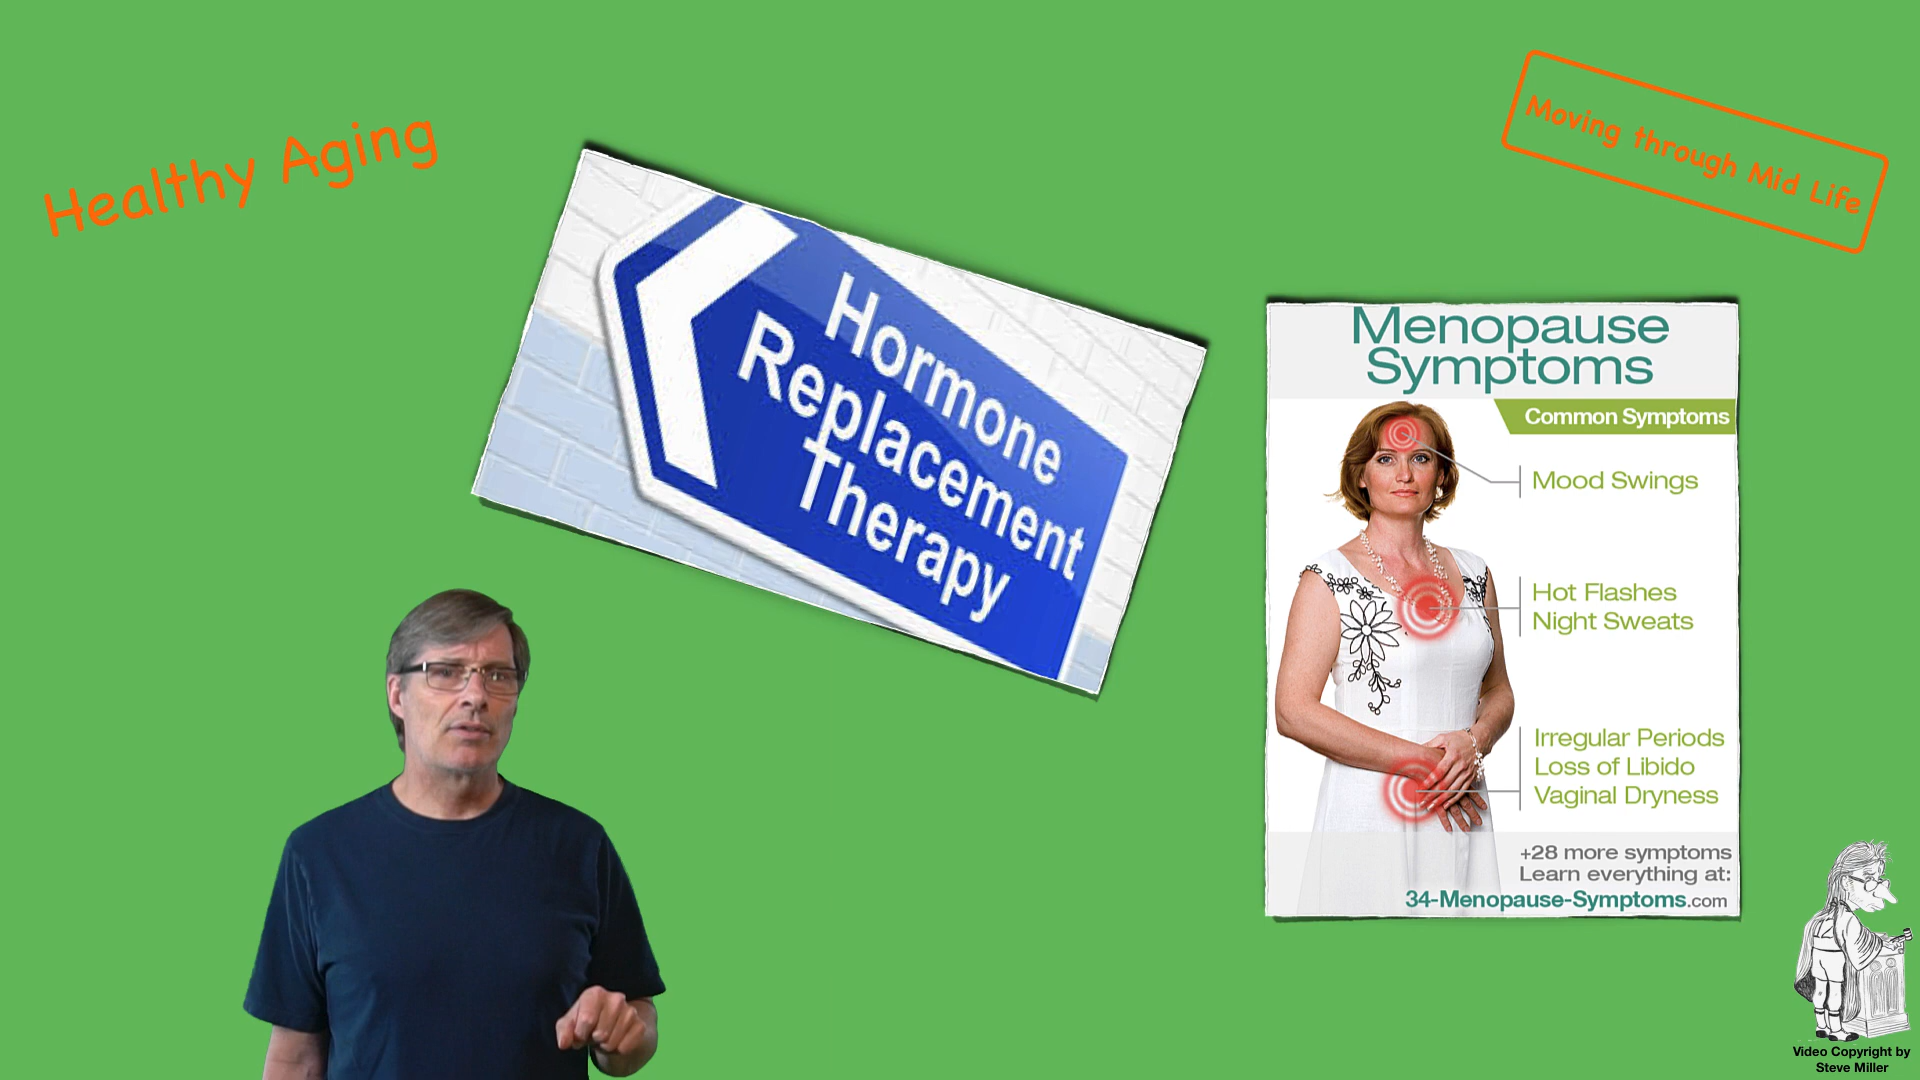 Healthy Aging
Moving through Mid Life
Hormone
Replacement
Therapy
Menopause
Symptoms
Common Symptoms
Mood Swings
Hot Flashes
Night Sweats
Irregular Periods
Loss of Libido
Vaginal Dryness
+28 more symptoms
Learn everything at:
34-Menopause-Symptoms.com
Video Copyright by
Steve Miller